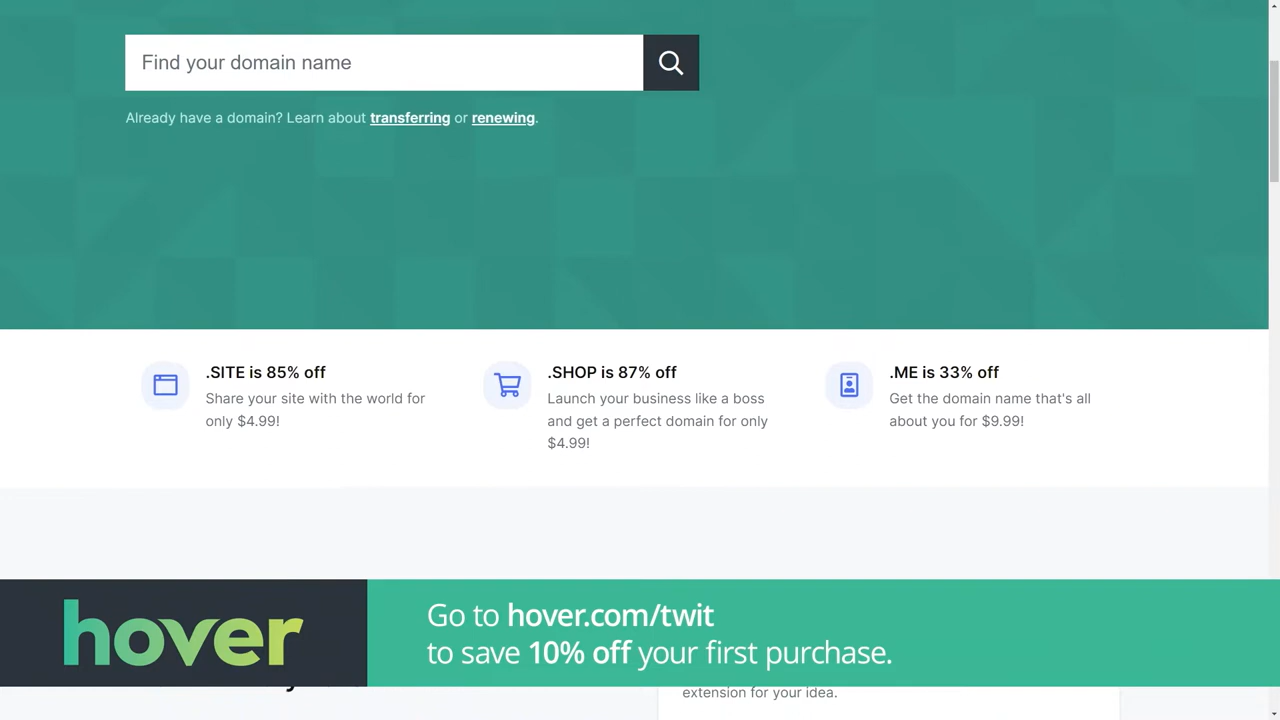 Find your domain name
Already have a domain? Learn about transferring or renewing.
.SITE is 85% off
Share your site with the world for
only $4.99!
.SHOP is 87% off
Launch your business like a boss
and get a perfect domain for only
$4.99!
.ME is 33% off
Get the domain name that's all
about you for $9.99!
hover
Go to hover.com/twit
to save 10% off your first purchase.
extension for your idea.